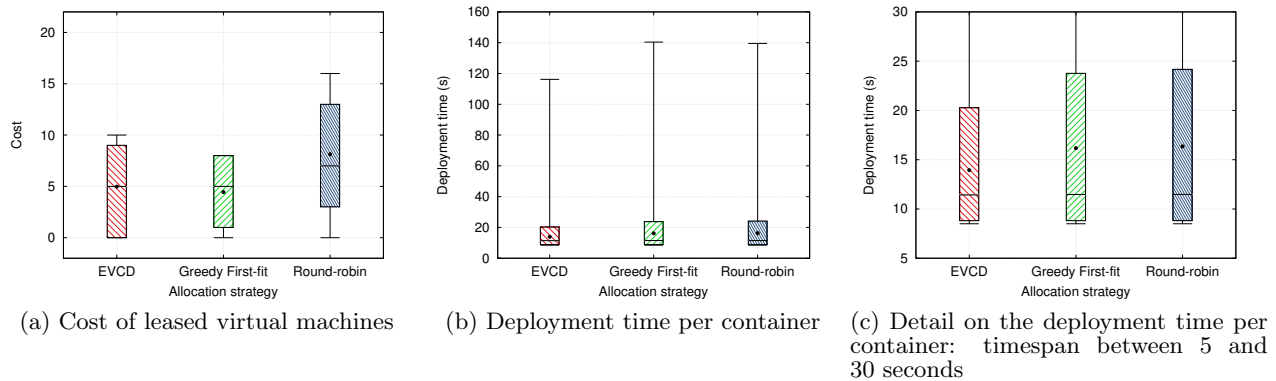 20
15
10
5
0
Cost
EVCD
Greedy First-fit
Round-robin
Allocation strategy
(a) Cost of leased virtual machines
160
140
120
100
80
60
40
20
0
Deployment time (s)
EVCD
Greedy First-fit
Round-robin
Allocation strategy
(b) Deployment time per container
30
25
20
15
10
5
Deployment time (s)
EVCD
Greedy First-fit
Round-robin
Allocation strategy
(c) Detail on the deployment time per
container: timespan between 5 and
30 seconds